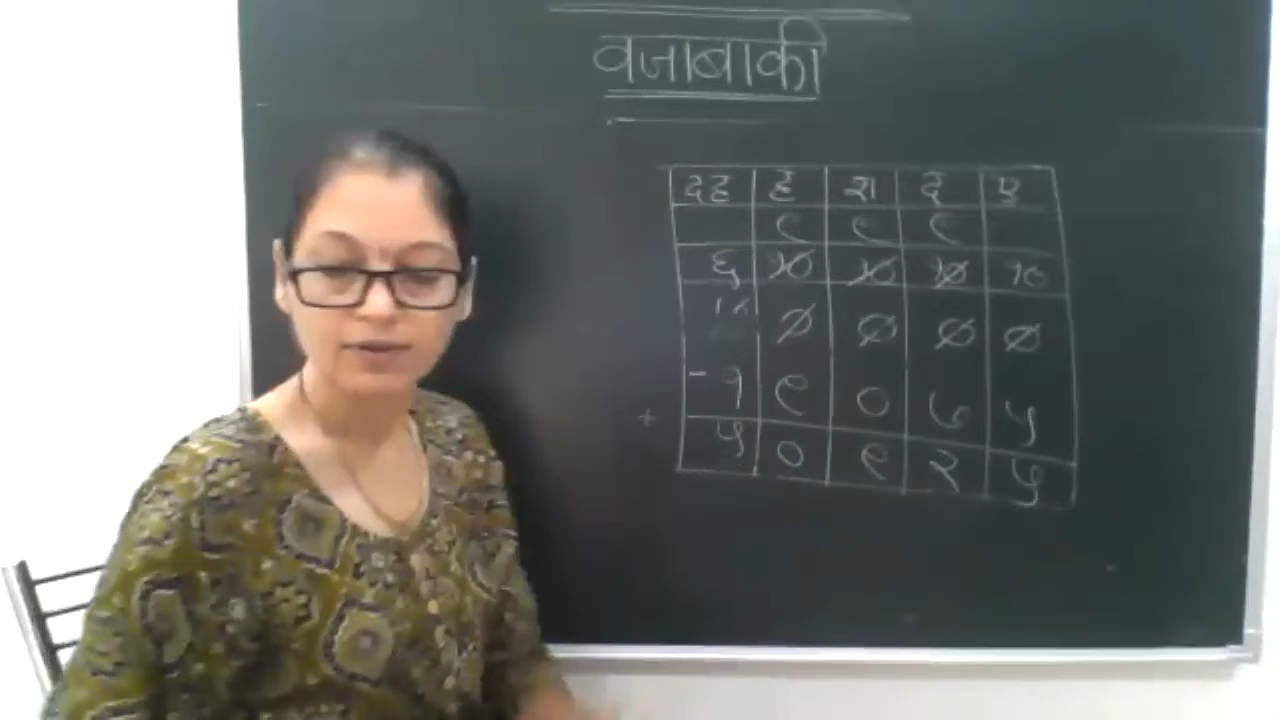 वजाबाकी
दह ह श द ए
९ ९ ९
६ १० १० १० १०
० ० ० ०
- १ ९ ० ७ ५
+
५ ० ९ २ ५